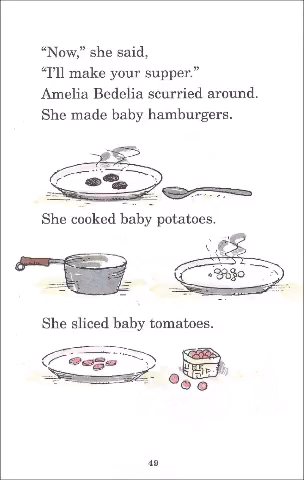 “Now,” she said,
“I’ll make your supper.”
Amelia Bedelia scurried around.
She made baby hamburgers.
She cooked baby potatoes.
She sliced baby tomatoes.
49